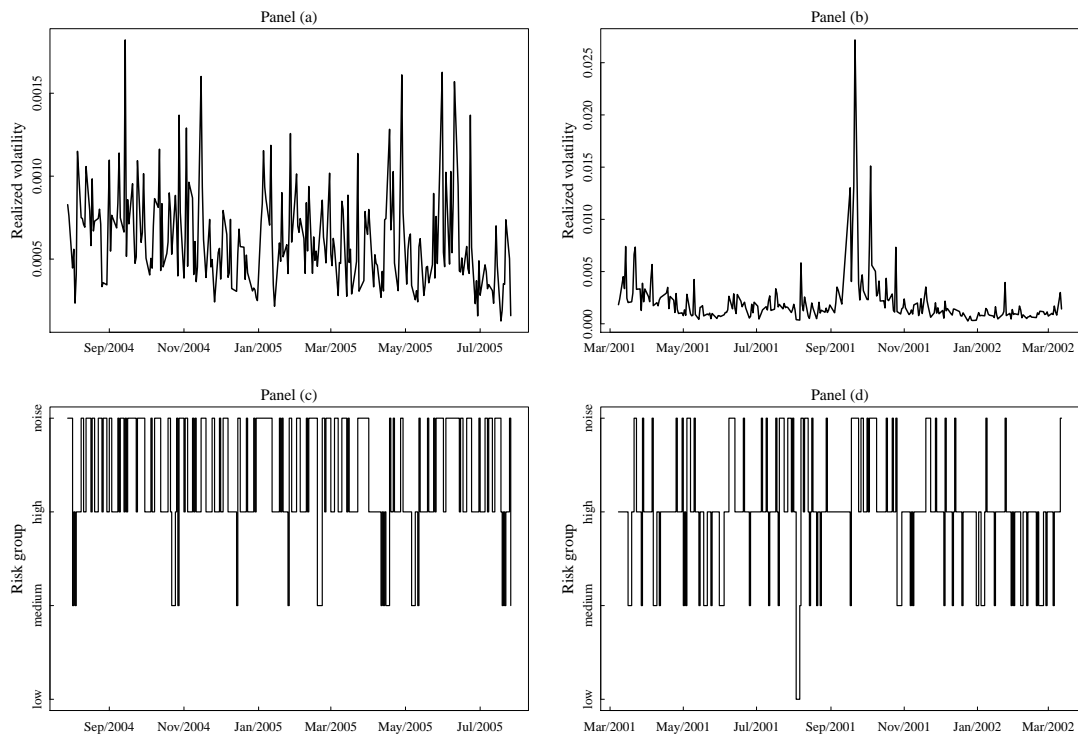 Panel (a)
Realized volatility
0.0015
0.0010
0.0005
Sep/2004 Nov/2004 Jan/2005 Mar/2005 May/2005 Jul/2005
Panel (b)
Realized volatility
0.025
0.020
0.015
0.010
0.005
0.000
Mar/2001 May/2001 Jul/2001 Sep/2001 Nov/2001 Jan/2002 Mar/2002
Panel (c)
Risk group
noise
high
medium
low
Sep/2004 Nov/2004 Jan/2005 Mar/2005 May/2005 Jul/2005
Panel (d)
Risk group
noise
high
medium
low
Mar/2001 May/2001 Jul/2001 Sep/2001 Nov/2001 Jan/2002 Mar/2002